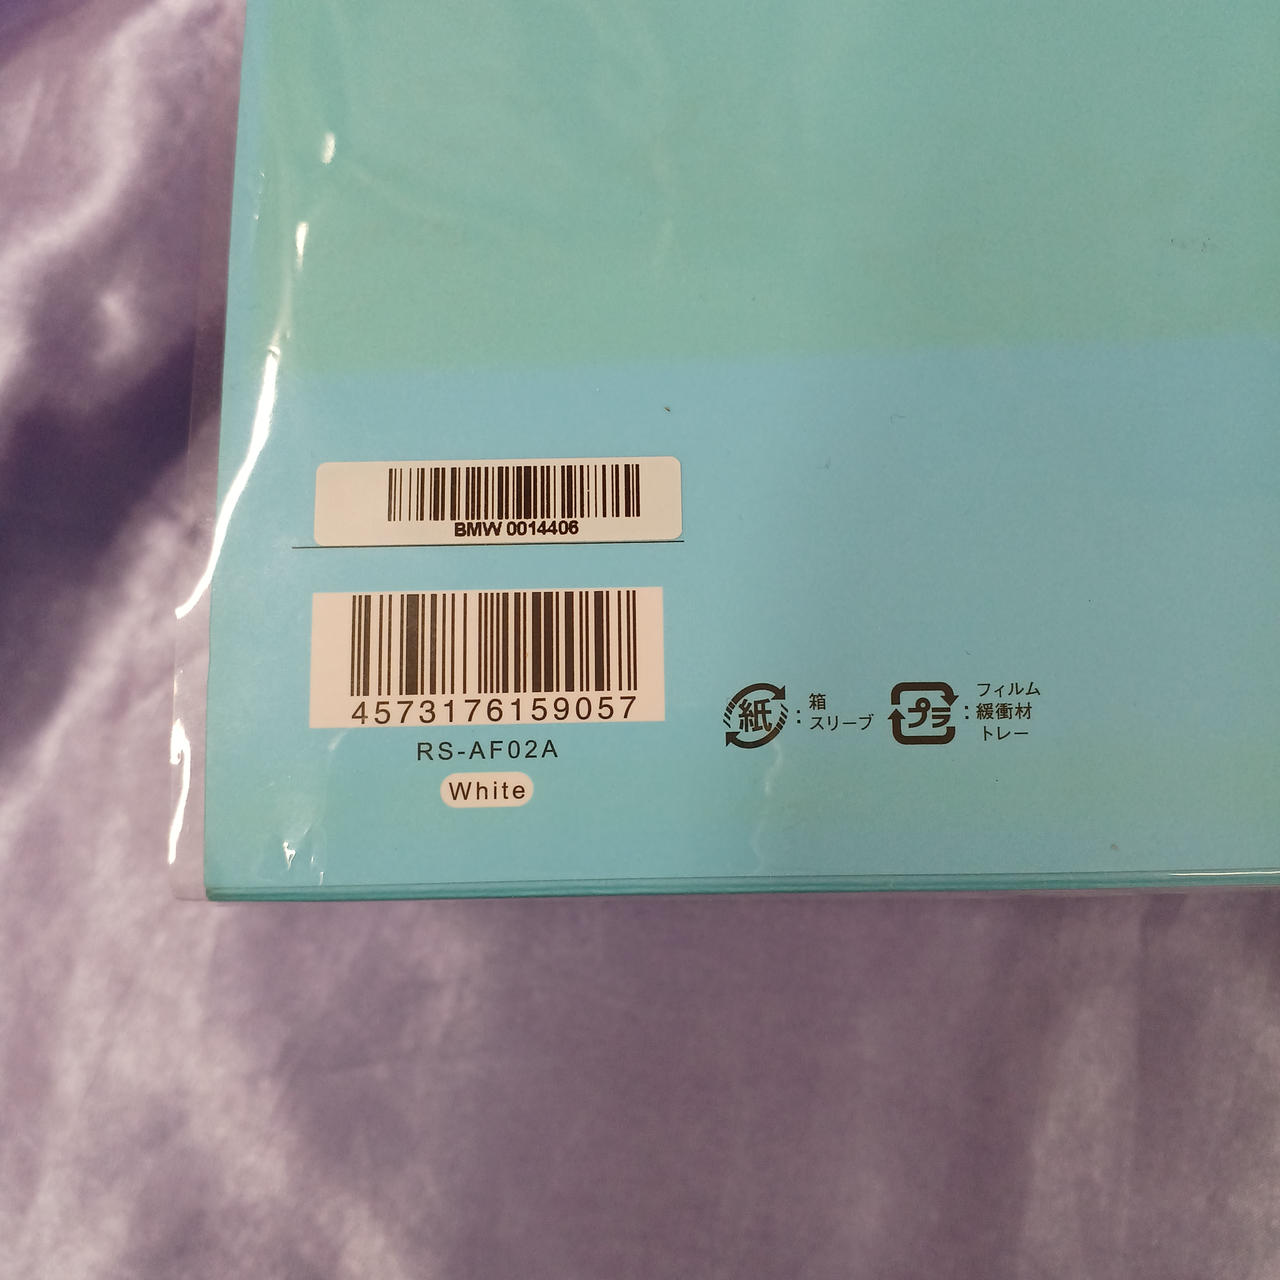 BMW 0014406
4573176159057
RS-AF02A
White
紙 : 箱
スリーブ
プラ : フィルム
緩衝材
トレー